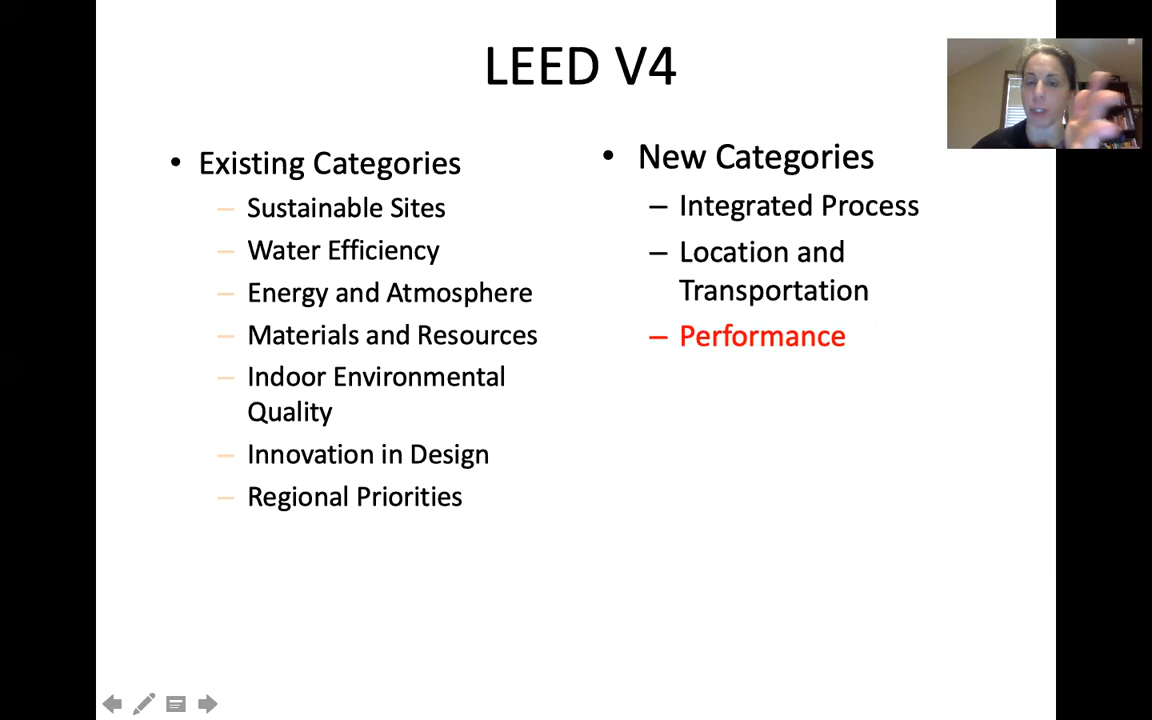 LEED V4
• Existing Categories
– Sustainable Sites
– Water Efficiency
– Energy and Atmosphere
– Materials and Resources
– Indoor Environmental
Quality
– Innovation in Design
– Regional Priorities
• New Categories
– Integrated Process
– Location and
Transportation
– Performance